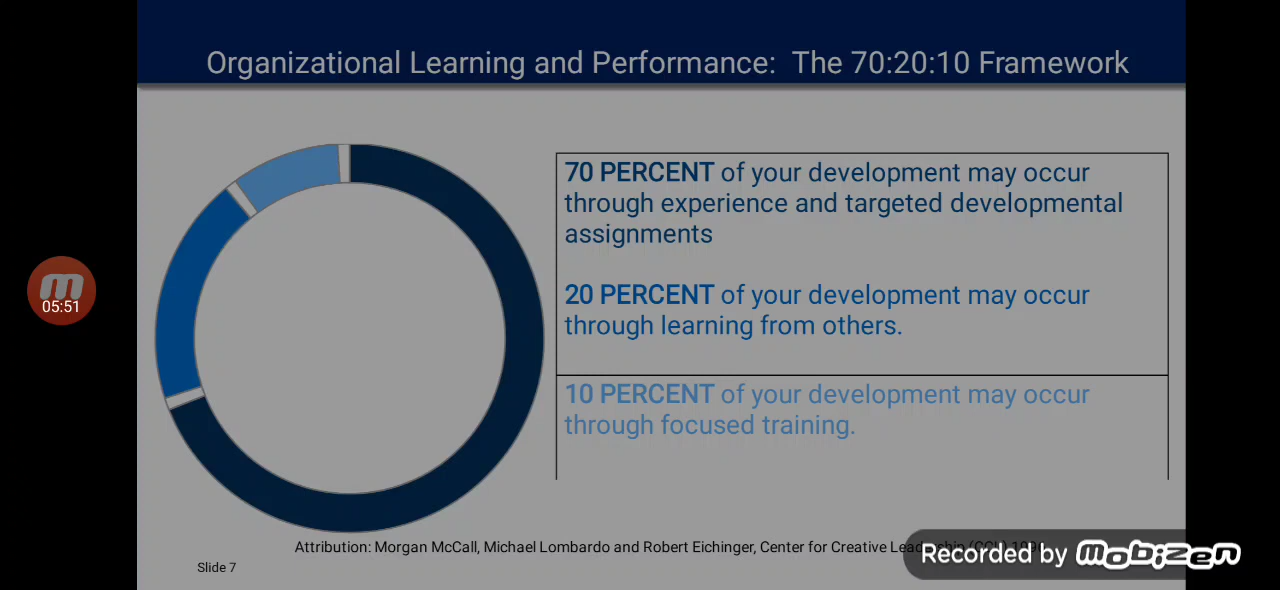 Organizational Learning and Performance: The 70:20:10 Framework
70 PERCENT of your development may occur
through experience and targeted developmental
assignments
20 PERCENT of your development may occur
through learning from others.
10 PERCENT of your development may occur
through focused training.
05:51
Attribution: Morgan McCall, Michael Lombardo and Robert Eichinger, Center for Creative
Slide 7
Recorded by mobizen